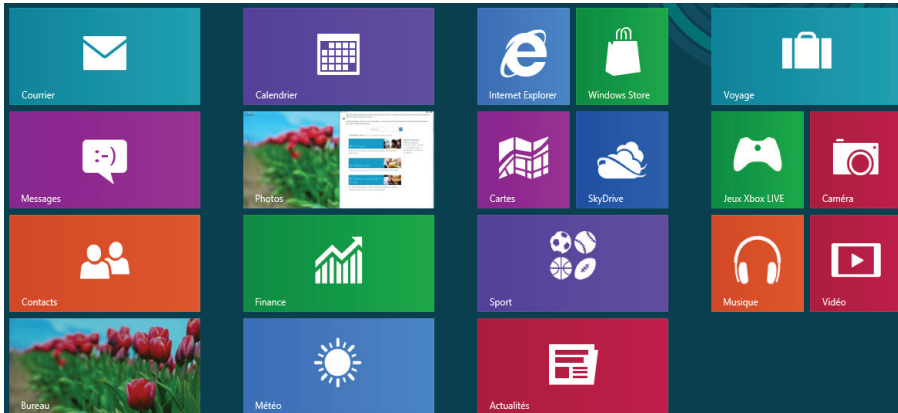 Courrier
Calendrier
Internet Explorer
Windows Store
Voyage
Messages
Photos
Cartes
SkyDrive
Jeux Xbox LIVE
Caméra
Contacts
Finance
Sport
Musique
Vidéo
Bureau
Météo
Actualités